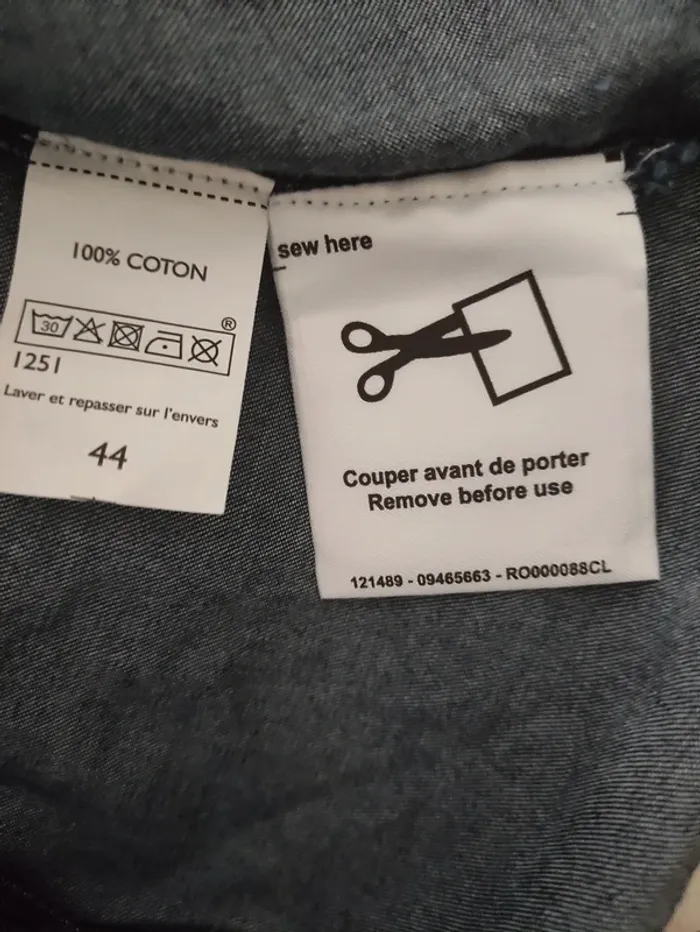 100% COTON
30
®
1251
Laver et repasser sur l'envers
44
sew here
Couper avant de porter
Remove before use
121489 - 09465663 - RO000088CL